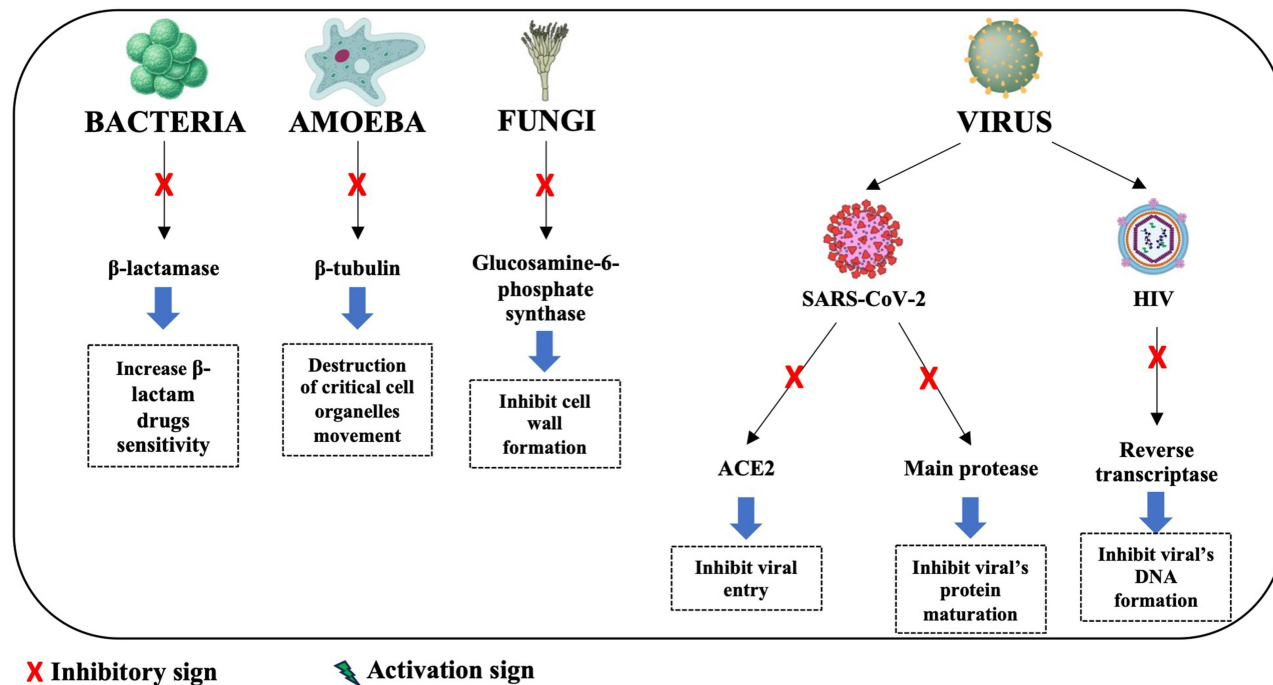 BACTERIA
AMOEBA
FUNGI
VIRUS
X
X
X
β-lactamase
β-tubulin
Glucosamine-6-
phosphate
synthase
Increase β-
lactam
drugs
sensitivity
Destruction
of critical cell
organelles
movement
Inhibit cell
wall
formation
SARS-CoV-2
HIV
X
X
X
ACE2
Main protease
Reverse
transcriptase
Inhibit viral
entry
Inhibit viral’s
protein
maturation
Inhibit viral’s
DNA
formation
X Inhibitory sign
Activation sign